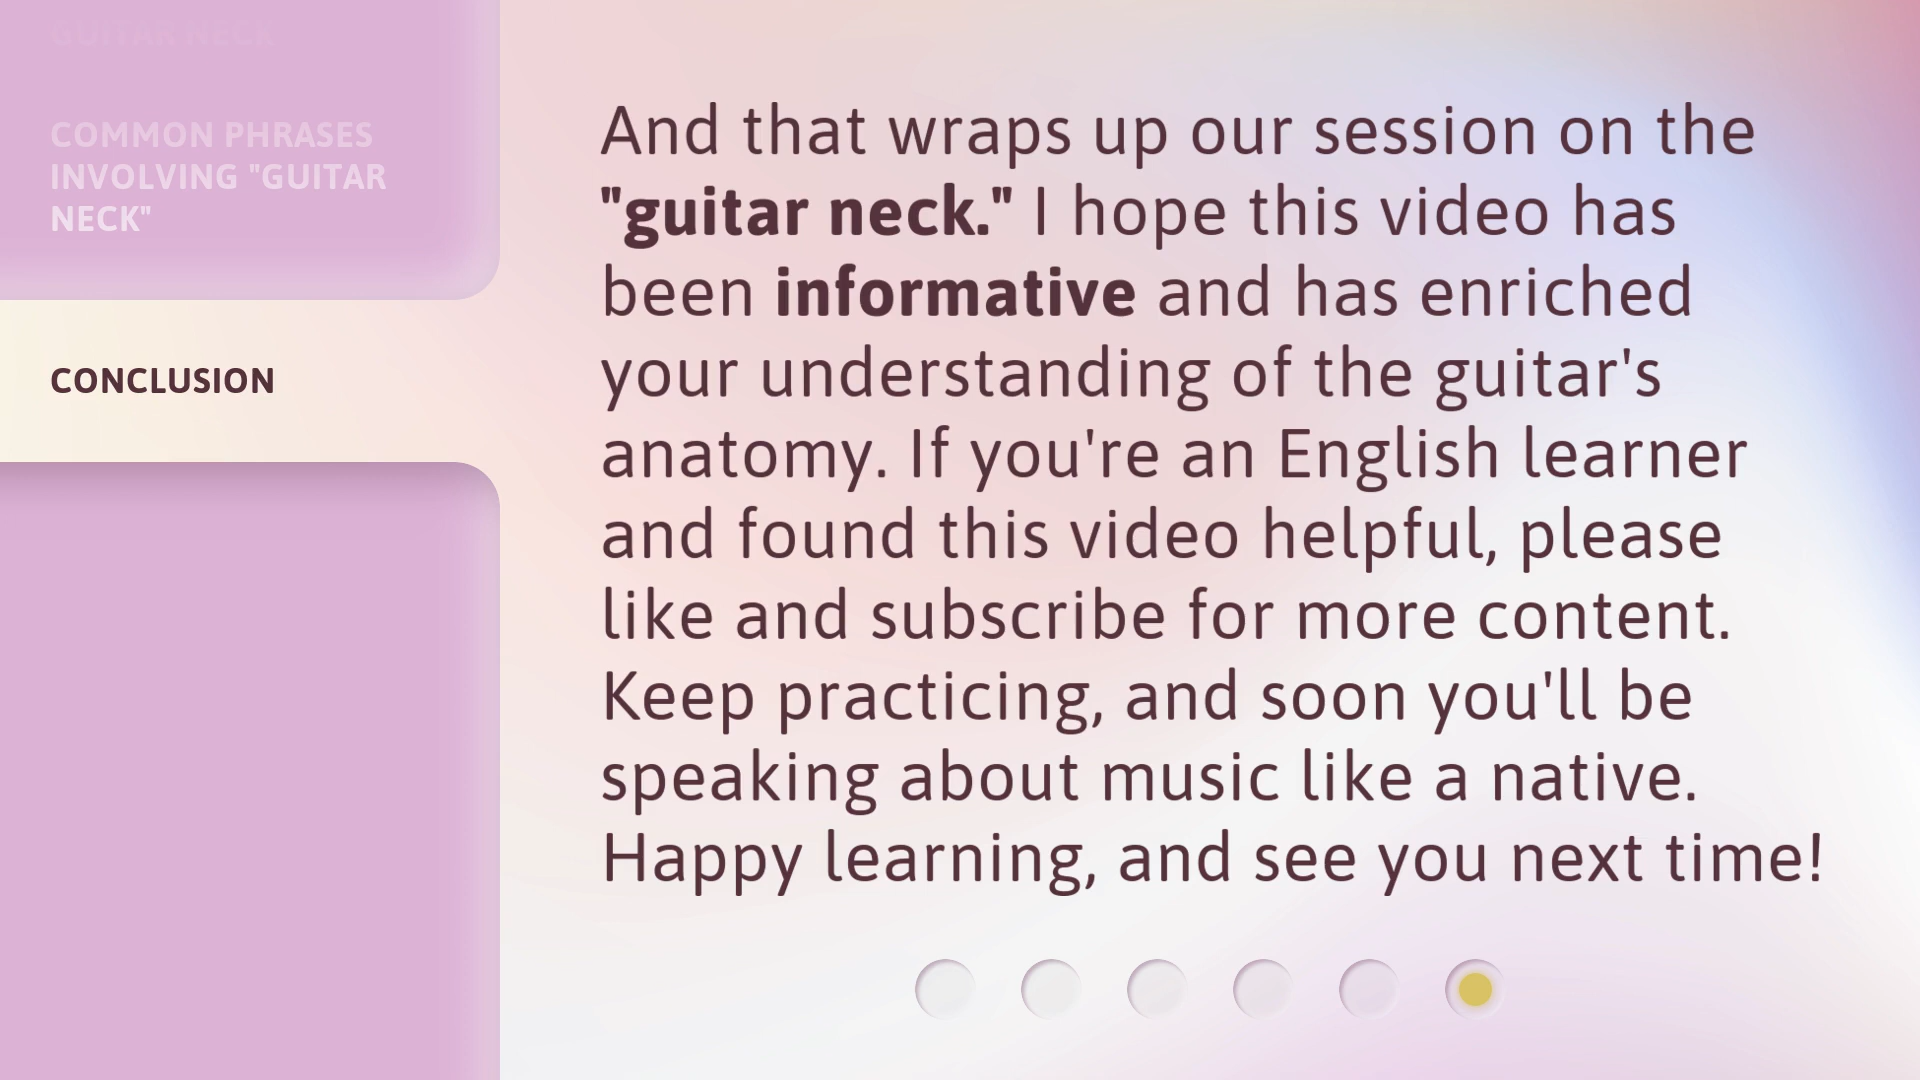 GUITAR NECK
COMMON PHRASES
INVOLVING "GUITAR
NECK"
CONCLUSION
And that wraps up our session on the
"guitar neck." I hope this video has
been informative and has enriched
your understanding of the guitar's
anatomy. If you're an English learner
and found this video helpful, please
like and subscribe for more content.
Keep practicing, and soon you'll be
speaking about music like a native.
Happy learning, and see you next time!